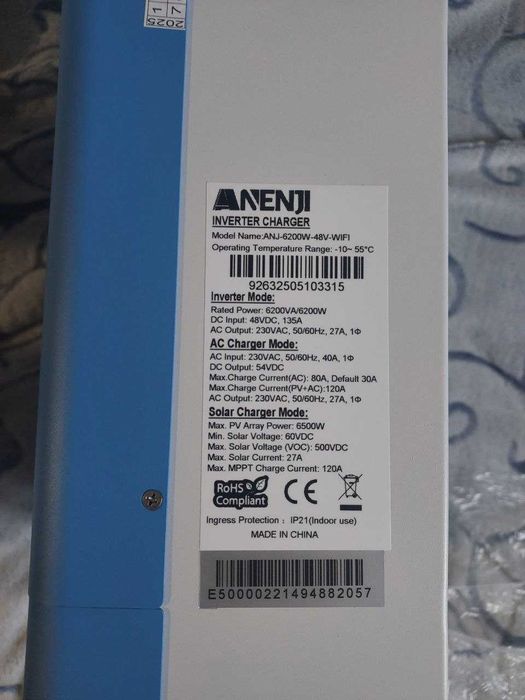 1
7
2025
ANENJI
INVERTER CHARGER
Model Name:ANJ-6200W-48V-WIFI
Operating Temperature Range: -10~ 55°C
92632505103315
Inverter Mode:
Rated Power: 6200VA/6200W
DC Input: 48VDC, 135A
AC Output: 230VAC, 50/60Hz, 27A, 1Φ
AC Charger Mode:
AC Input: 230VAC, 50/60Hz, 40A, 1Φ
DC Output: 54VDC
Max.Charge Current(AC): 80A, Default 30A
Max.Charge Current(PV+AC):120A
AC Output: 230VAC, 50/60Hz, 27A, 1Φ
Solar Charger Mode:
Max. PV Array Power: 6500W
Min. Solar Voltage: 60VDC
Max. Solar Voltage (VOC): 500VDC
Max. Solar Current: 27A
Max. MPPT Charge Current: 120A
RoHS
Compliant
CE
Ingress Protection : IP21(Indoor use)
MADE IN CHINA
E50000221494882057